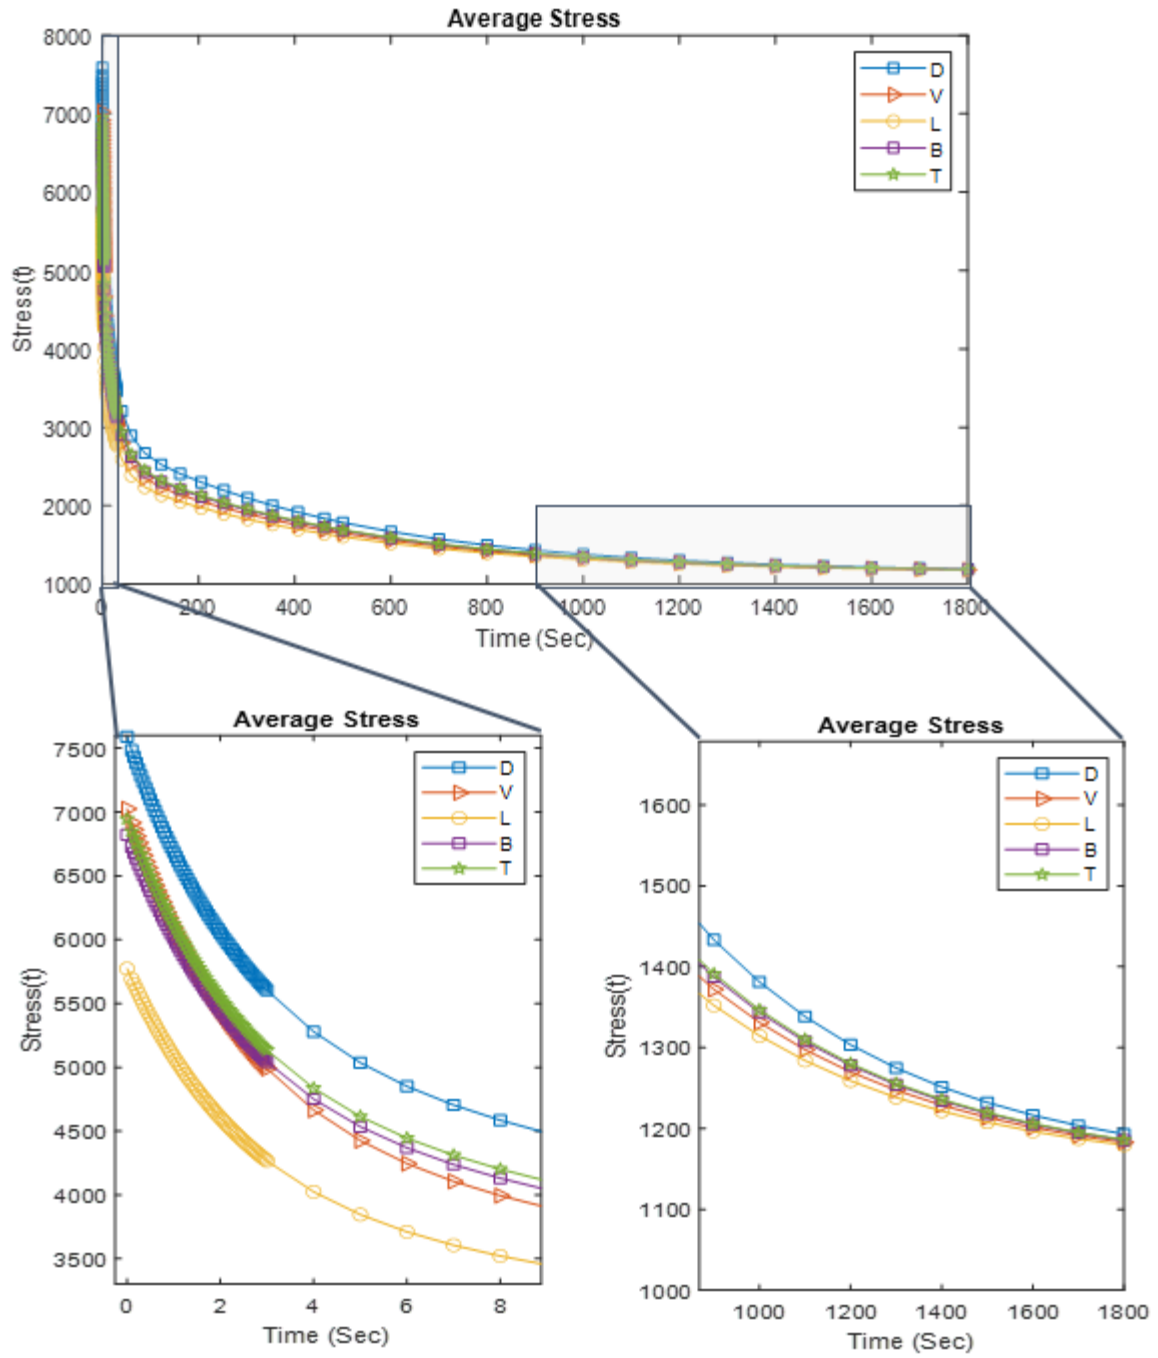 Average Stress
8000
7000
6000
5000
4000
3000
2000
1000
Stress(t)
D
V
L
B
T
0 200 400 600 800 1000 1200 1400 1600 1800
Time (Sec)
Average Stress
7500
7000
6500
6000
5500
5000
4500
4000
3500
Stress(t)
D
V
L
B
T
0 2 4 6 8
Time (Sec)
Average Stress
1600
1500
1400
1300
1200
1100
1000
Stress(t)
D
V
L
B
T
1000 1200 1400 1600 1800
Time (Sec)